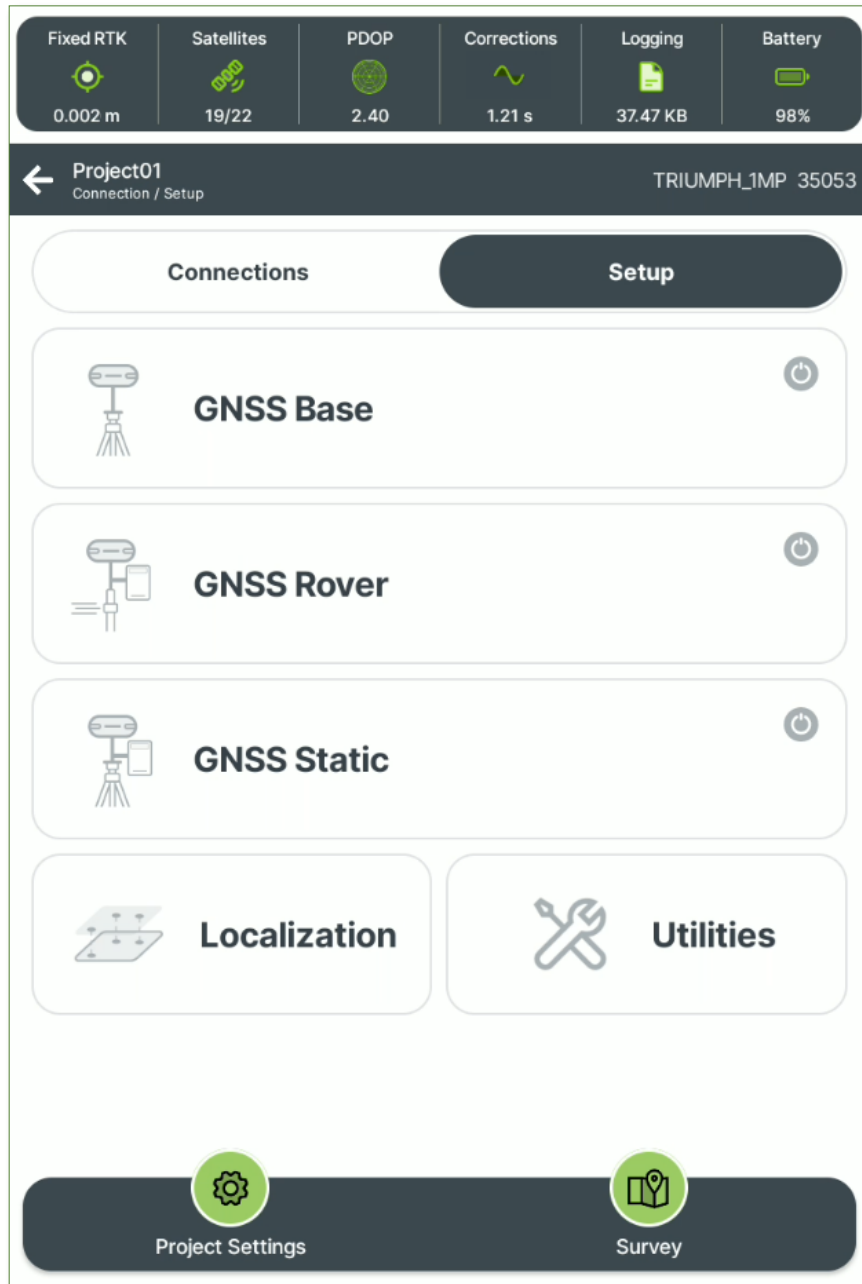 Fixed RTK
Satellites
PDOP
Corrections
Logging
Battery
0.002 m
19/22
2.40
1.21 s
37.47 KB
98%
Project01
Connection / Setup
TRIUMPH_1MP 35053
Connections
Setup
GNSS Base
GNSS Rover
GNSS Static
Localization
Utilities
Project Settings
Survey